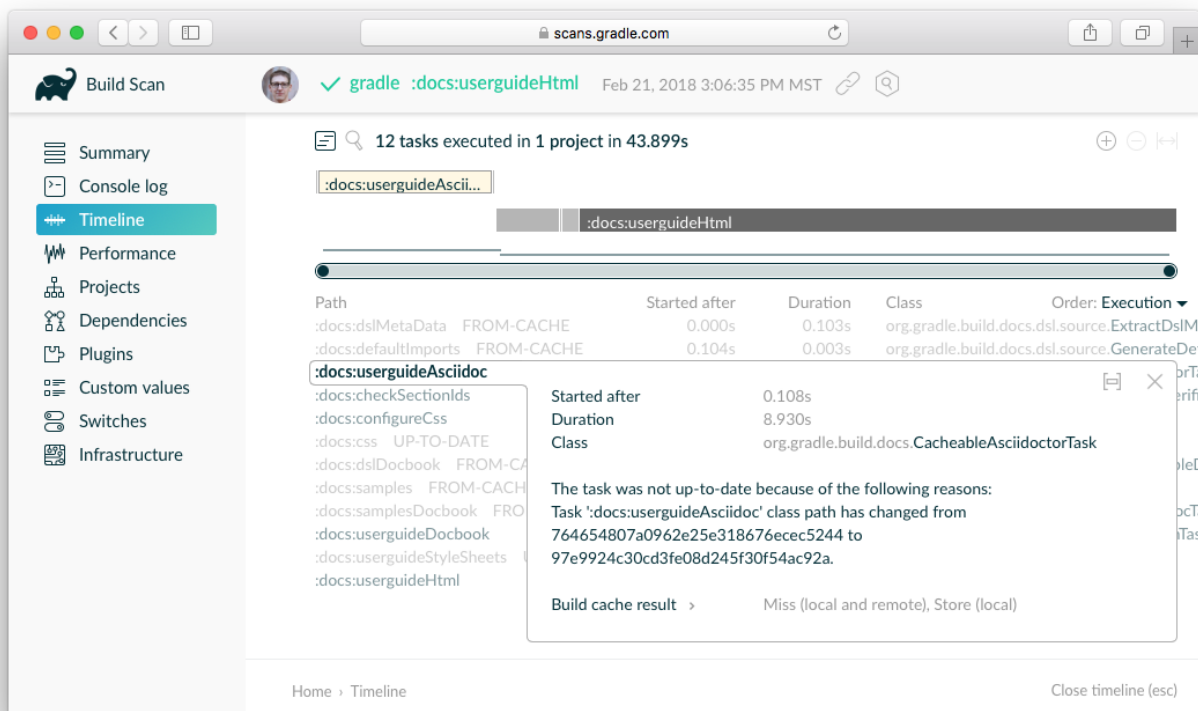 scans.gradle.com
Build Scan
gradle :docs:userguideHtml Feb 21, 2018 3:06:35 PM MST
Summary
Console log
Timeline
Performance
Projects
Dependencies
Plugins
Custom values
Switches
Infrastructure
12 tasks executed in 1 project in 43.899s
:docs:userguideAscii...
:docs:userguideHtml
Path Started after Duration Class Order: Execution
:docs:dslMetaData FROM-CACHE 0.000s 0.103s org.gradle.build.docs.dsl.source.ExtractDslM
:docs:defaultImports FROM-CACHE 0.104s 0.003s org.gradle.build.docs.dsl.source.GenerateDe
:docs:userguideAsciidoc
:docs:checkSectionIds
:docs:configureCss
:docs:css UP-TO-DATE
:docs:dslDocbook FROM-CA
:docs:samples FROM-CACH
:docs:samplesDocbook FRO
:docs:userguideDocbook
:docs:userguideStyleSheets
:docs:userguideHtml
Started after 0.108s
Duration 8.930s
Class org.gradle.build.docs.CacheableAsciidoctorTask
The task was not up-to-date because of the following reasons:
Task ':docs:userguideAsciidoc' class path has changed from
764654807a0962e25e318676ecec5244 to
97e9924c30cd3fe08d245f30f54ac92a.
Build cache result › Miss (local and remote), Store (local)
Home › Timeline
Close timeline (esc)